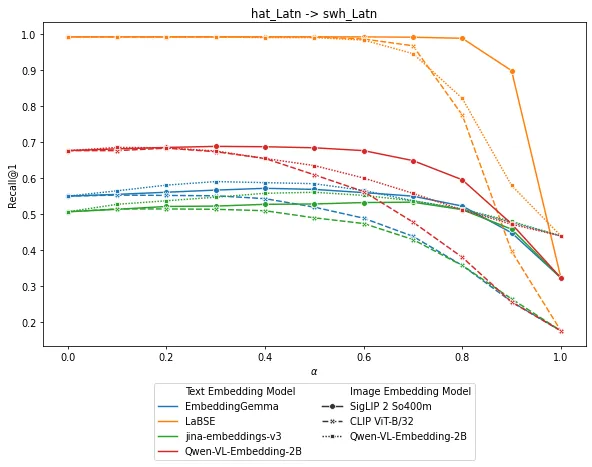 hat_Latn -> swh_Latn
Recall@1
1.0
0.9
0.8
0.7
0.6
0.5
0.4
0.3
0.2
0.0
0.2
0.4
0.6
0.8
1.0
α
Text Embedding Model
EmbeddingGemma
LaBSE
jina-embeddings-v3
Qwen-VL-Embedding-2B
Image Embedding Model
SigLIP 2 So400m
CLIP ViT-B/32
Qwen-VL-Embedding-2B